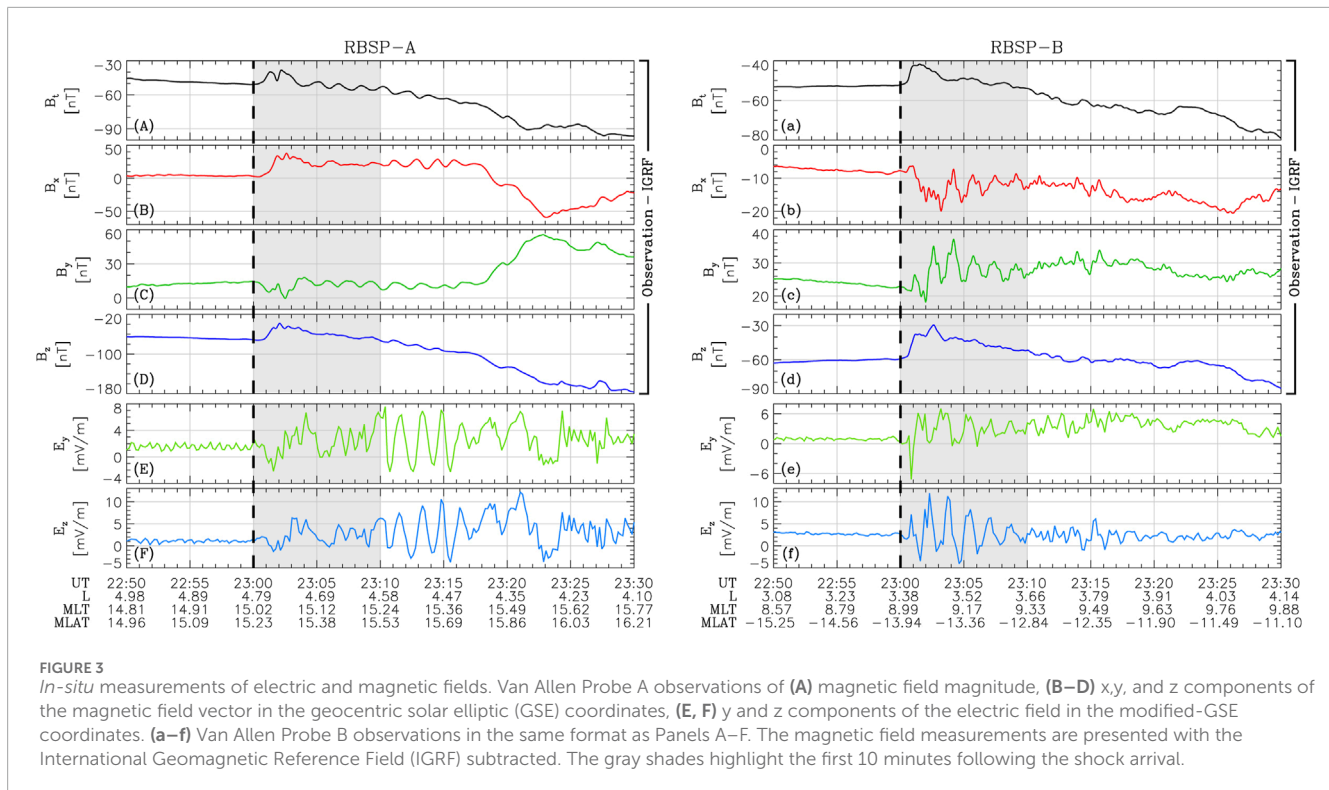 RBSP-A
-30
-60
-90
B_t
[nT]
(A)
50
0
-50
B_x
[nT]
(B)
60
30
0
B_y
[nT]
(C)
-20
-100
-180
B_z
[nT]
(D)
8
4
0
-4
E_y
[mV/m]
(E)
10
5
0
-5
E_z
[mV/m]
(F)
Observation - IGRF
UT 22:50 22:55 23:00 23:05 23:10 23:15 23:20 23:25 23:30
L 4.98 4.89 4.79 4.69 4.58 4.47 4.35 4.23 4.10
MLT 14.81 14.91 15.02 15.12 15.24 15.36 15.49 15.62 15.77
MLAT 14.96 15.09 15.23 15.38 15.53 15.69 15.86 16.03 16.21
RBSP-B
-40
-60
-80
B_t
[nT]
(a)
0
-10
-20
B_x
[nT]
(b)
40
30
20
B_y
[nT]
(c)
-30
-60
-90
B_z
[nT]
(d)
6
0
-6
E_y
[mV/m]
(e)
10
5
0
-5
E_z
[mV/m]
(f)
Observation - IGRF
UT 22:50 22:55 23:00 23:05 23:10 23:15 23:20 23:25 23:30
L 3.08 3.23 3.38 3.52 3.66 3.79 3.91 4.03 4.14
MLT 8.57 8.79 8.99 9.17 9.33 9.49 9.63 9.76 9.88
MLAT -15.25 -14.56 -13.94 -13.36 -12.84 -12.35 -11.90 -11.49 -11.10
FIGURE 3
In-situ measurements of electric and magnetic fields. Van Allen Probe A observations of (A) magnetic field magnitude, (B–D) x,y, and z components of
the magnetic field vector in the geocentric solar elliptic (GSE) coordinates, (E, F) y and z components of the electric field in the modified-GSE
coordinates. (a–f) Van Allen Probe B observations in the same format as Panels A–F. The magnetic field measurements are presented with the
International Geomagnetic Reference Field (IGRF) subtracted. The gray shades highlight the first 10 minutes following the shock arrival.